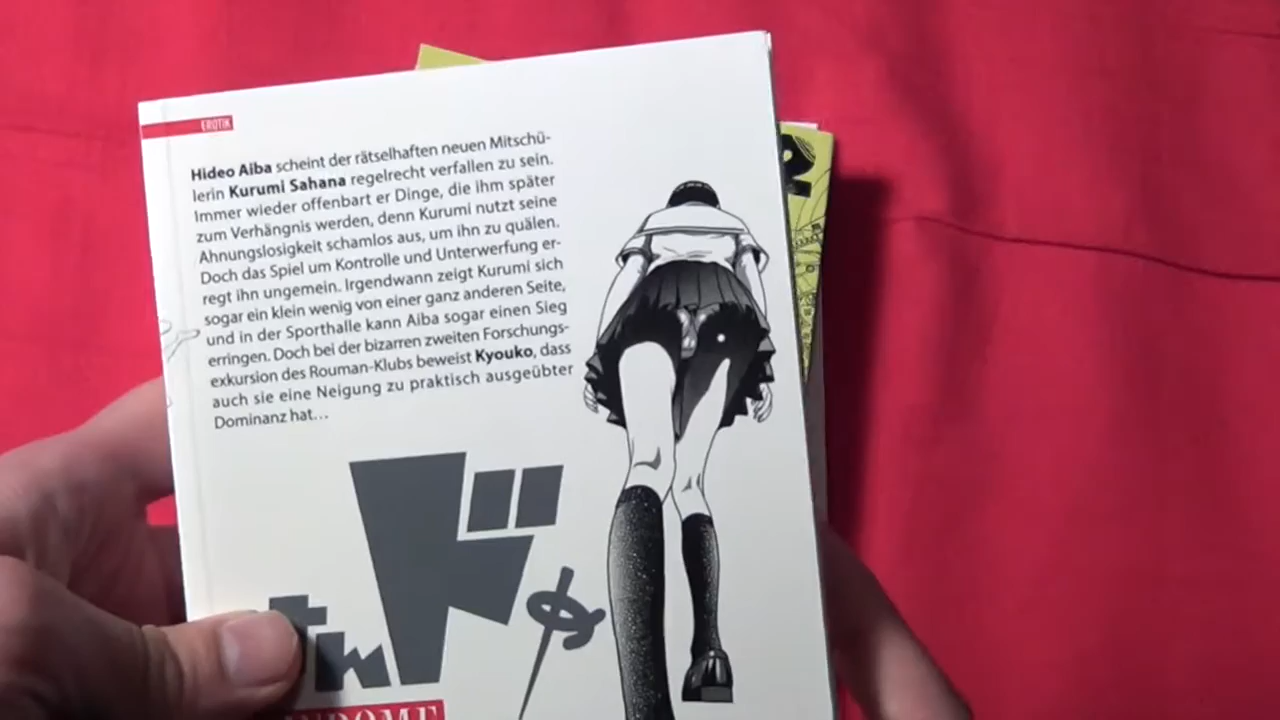 EROTIK
Hideo Aiba scheint der rätselhaften neuen Mitschü-
lerin Kurumi Sahana regelrecht verfallen zu sein.
Immer wieder offenbart er Dinge, die ihm später
zum Verhängnis werden, denn Kurumi nutzt seine
Ahnungslosigkeit schamlos aus, um ihn zu quälen.
Doch das Spiel um Kontrolle und Unterwerfung er-
regt ihn ungemein. Irgendwann zeigt Kurumi sich
sogar ein klein wenig von einer ganz anderen Seite,
und in der Sporthalle kann Aiba sogar einen Sieg
erringen. Doch bei der bizarren zweiten Forschungs-
exkursion des Rouman-Klubs beweist Kyouko, dass
auch sie eine Neigung zu praktisch ausgeübter
Dominanz hat…
2